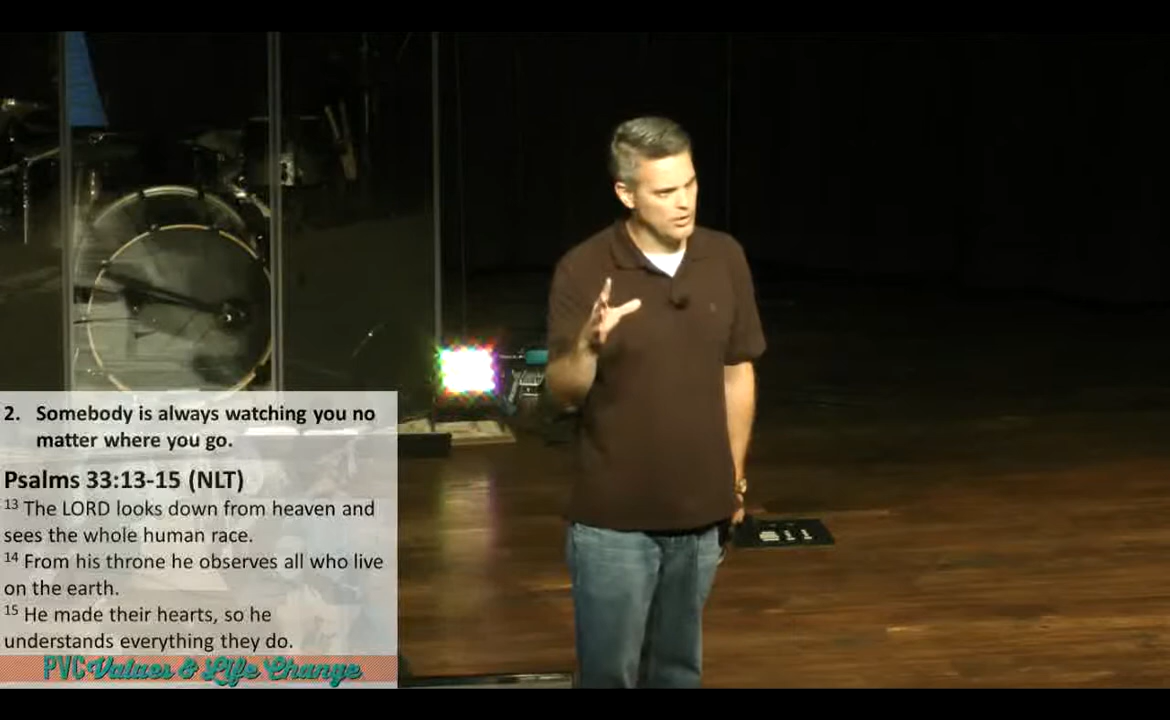 2. Somebody is always watching you no
matter where you go.
Psalms 33:13-15 (NLT)
13 The LORD looks down from heaven and
sees the whole human race.
14 From his throne he observes all who live
on the earth.
15 He made their hearts, so he
understands everything they do.
PVC Values & Life Change